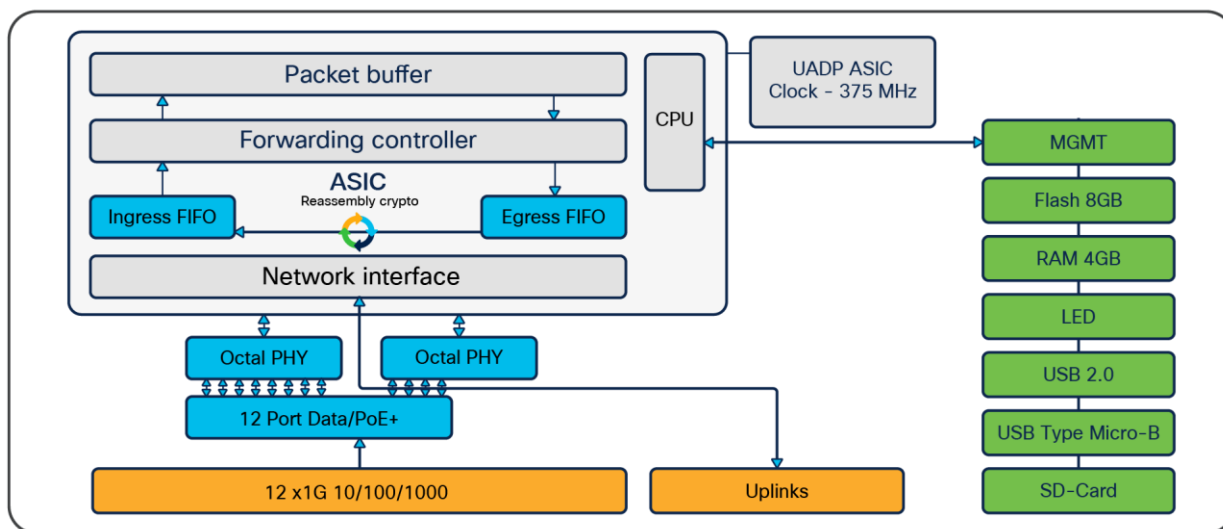 Packet buffer
Forwarding controller
ASIC
Reassembly crypto
Ingress FIFO
Egress FIFO
Network interface
CPU
UADP ASIC
Clock - 375 MHz
Octal PHY
Octal PHY
12 Port Data/PoE+
12 x1G 10/100/1000
Uplinks
MGMT
Flash 8GB
RAM 4GB
LED
USB 2.0
USB Type Micro-B
SD-Card